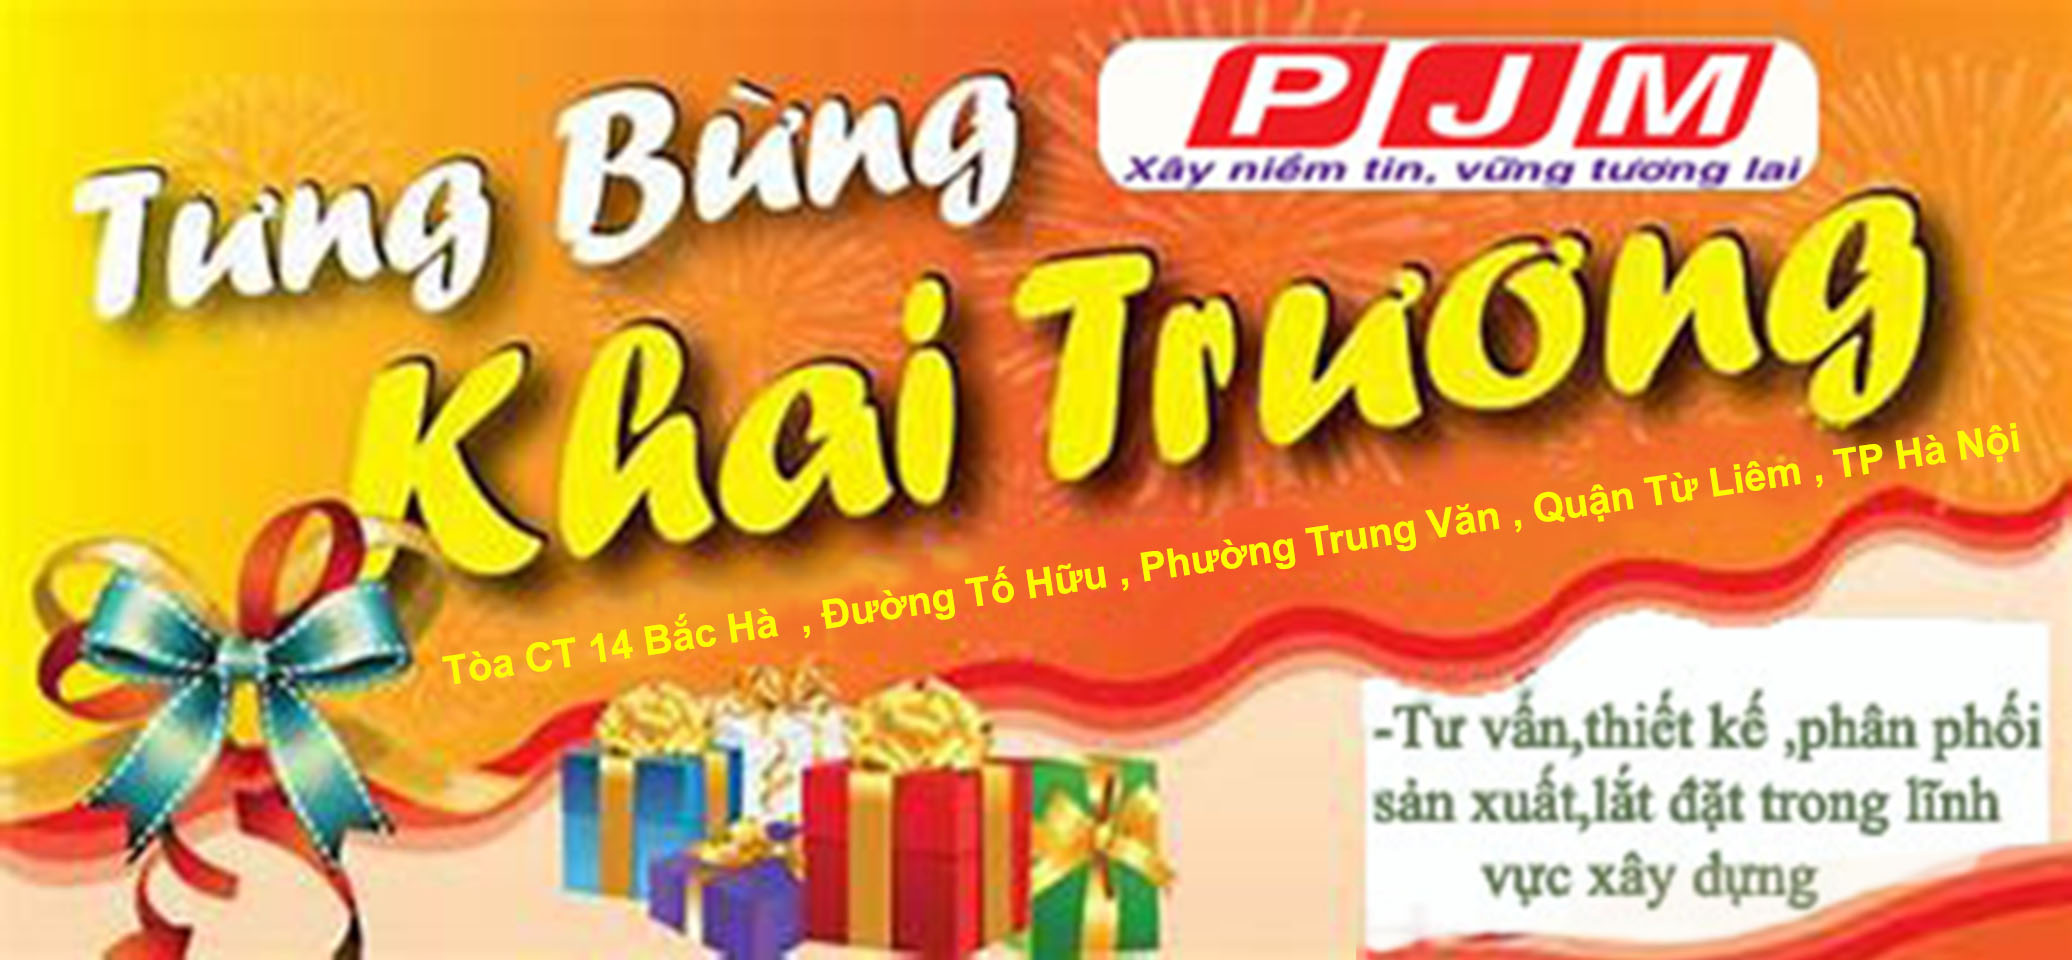 Tưng Bừng
PJM
Xây niềm tin, vững tương lai
Khai Trương
Tòa CT 14 Bắc Hà , Đường Tố Hữu , Phường Trung Văn , Quận Từ Liêm , TP Hà Nội
-Tư vấn,thiết kế ,phân phối
sản xuất,lắt đặt trong lĩnh
vực xây dựng